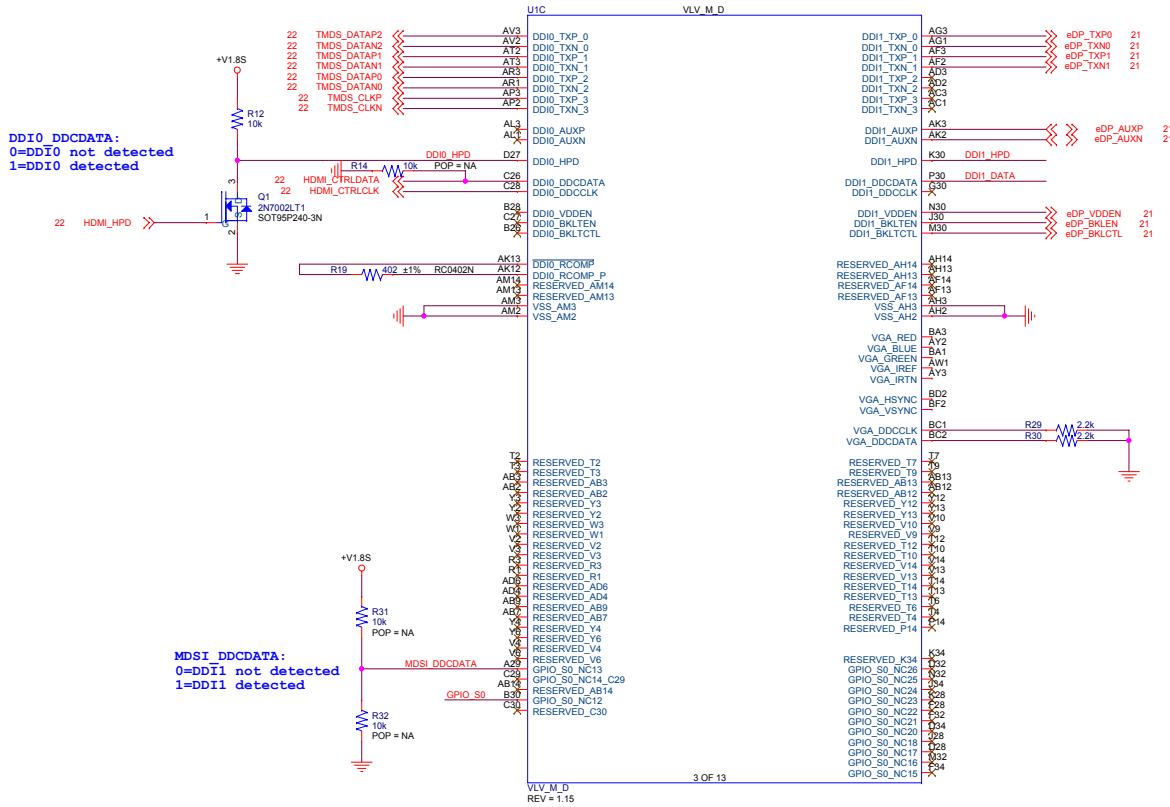 U1C
VLV_M_D
22 TMDS_DATAP2 AV3 DDI0_TXP_0
22 TMDS_DATAN2 AV2 DDI0_TXN_0
22 TMDS_DATAP1 AT2 DDI0_TXP_1
22 TMDS_DATAN1 AT3 DDI0_TXN_1
22 TMDS_DATAP0 AR3 DDI0_TXP_2
22 TMDS_DATAN0 AR1 DDI0_TXN_2
22 TMDS_CLKP AP3 DDI0_TXP_3
22 TMDS_CLKN AP2 DDI0_TXN_3
AL3 DDI0_AUXP
AL1 DDI0_AUXN
+V1.8S
R12
10k
DDI0_DDCDATA:
0=DDI0 not detected
1=DDI0 detected
DDI0_HPD D27 DDI0_HPD
R14 10k
POP = NA
22 HDMI_CTRLDATA C26 DDI0_DDCDATA
22 HDMI_CTRLCLK C28 DDI0_DDCCLK
3
D
Q1
2N7002LT1
SOT95P240-3N
22 HDMI_HPD 1
G
S
2
B28 DDI0_VDDEN
C27 DDI0_BKLTEN
B26 DDI0_BKLTCTL
AK13 DDI0_RCOMP
R19 402 ±1% RC0402N AK12 DDI0_RCOMP_P
AM14 RESERVED_AM14
AM13 RESERVED_AM13
AM3 VSS_AM3
AM2 VSS_AM2
T2 RESERVED_T2
T3 RESERVED_T3
AB3 RESERVED_AB3
AB2 RESERVED_AB2
Y3 RESERVED_Y3
Y2 RESERVED_Y2
W3 RESERVED_W3
W1 RESERVED_W1
V2 RESERVED_V2
V3 RESERVED_V3
R3 RESERVED_R3
R1 RESERVED_R1
AD6 RESERVED_AD6
AD4 RESERVED_AD4
AB9 RESERVED_AB9
AB7 RESERVED_AB7
Y4 RESERVED_Y4
Y6 RESERVED_Y6
V4 RESERVED_V4
V6 RESERVED_V6
+V1.8S
R31
10k
POP = NA
MDSI_DDCDATA:
0=DDI1 not detected
1=DDI1 detected
MDSI_DDCDATA A29 GPIO_S0_NC13
C29 GPIO_S0_NC14_C29
AB14 RESERVED_AB14
GPIO_S0 B30 GPIO_S0_NC12
C30 RESERVED_C30
R32
10k
POP = NA
DDI1_TXP_0 AG3 eDP_TXP0 21
DDI1_TXN_0 AG1 eDP_TXN0 21
DDI1_TXP_1 AF3 eDP_TXP1 21
DDI1_TXN_1 AF2 eDP_TXN1 21
DDI1_TXP_2 AD3
DDI1_TXN_2 AD2
DDI1_TXP_3 AC3
DDI1_TXN_3 AC1
DDI1_AUXP AK3 eDP_AUXP 21
DDI1_AUXN AK2 eDP_AUXN 21
DDI1_HPD K30 DDI1_HPD
DDI1_DDCDATA P30 DDI1_DATA
DDI1_DDCCLK G30
DDI1_VDDEN N30 eDP_VDDEN 21
DDI1_BKLTEN J30 eDP_BKLEN 21
DDI1_BKLTCTL M30 eDP_BKLCTL 21
RESERVED_AH14 AH14
RESERVED_AH13 AH13
RESERVED_AF14 AF14
RESERVED_AF13 AF13
VSS_AH3 AH3
VSS_AH2 AH2
VGA_RED BA3
VGA_BLUE AY2
VGA_GREEN BA1
VGA_IREF AW1
VGA_IRTN AY3
VGA_HSYNC BD2
VGA_VSYNC BF2
VGA_DDCCLK BC1 R29 2.2k
VGA_DDCDATA BC2 R30 2.2k
RESERVED_T7 T7
RESERVED_T9 T9
RESERVED_AB13 AB13
RESERVED_AB12 AB12
RESERVED_Y12 Y12
RESERVED_Y13 Y13
RESERVED_V10 V10
RESERVED_V9 V9
RESERVED_T12 T12
RESERVED_T10 T10
RESERVED_V14 V14
RESERVED_V13 V13
RESERVED_T14 T14
RESERVED_T13 T13
RESERVED_T6 T6
RESERVED_T4 T4
RESERVED_P14 P14
RESERVED_K34 K34
GPIO_S0_NC26 D32
GPIO_S0_NC25 N32
GPIO_S0_NC24 J34
GPIO_S0_NC23 K28
GPIO_S0_NC22 F28
GPIO_S0_NC21 F32
GPIO_S0_NC20 D34
GPIO_S0_NC18 J28
GPIO_S0_NC17 D28
GPIO_S0_NC16 M32
GPIO_S0_NC15 F34
3 OF 13
VLV_M_D
REV = 1.15